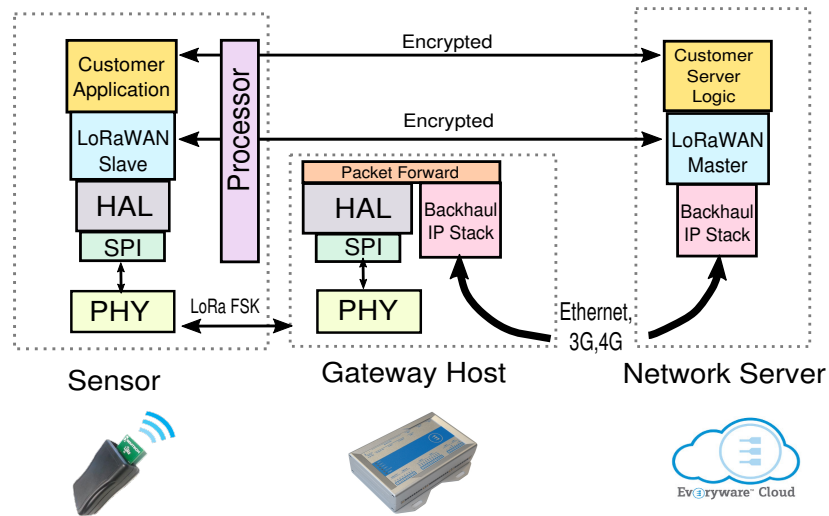 Encrypted
Customer
Application
Processor
Customer
Server
Logic
Encrypted
LoRaWAN
Slave
LoRaWAN
Master
Packet Forward
HAL
HAL
Backhaul
IP Stack
Backhaul
IP Stack
SPI
SPI
PHY
LoRa FSK
PHY
Ethernet,
3G,4G
Sensor
Gateway Host
Network Server
Everyware™ Cloud